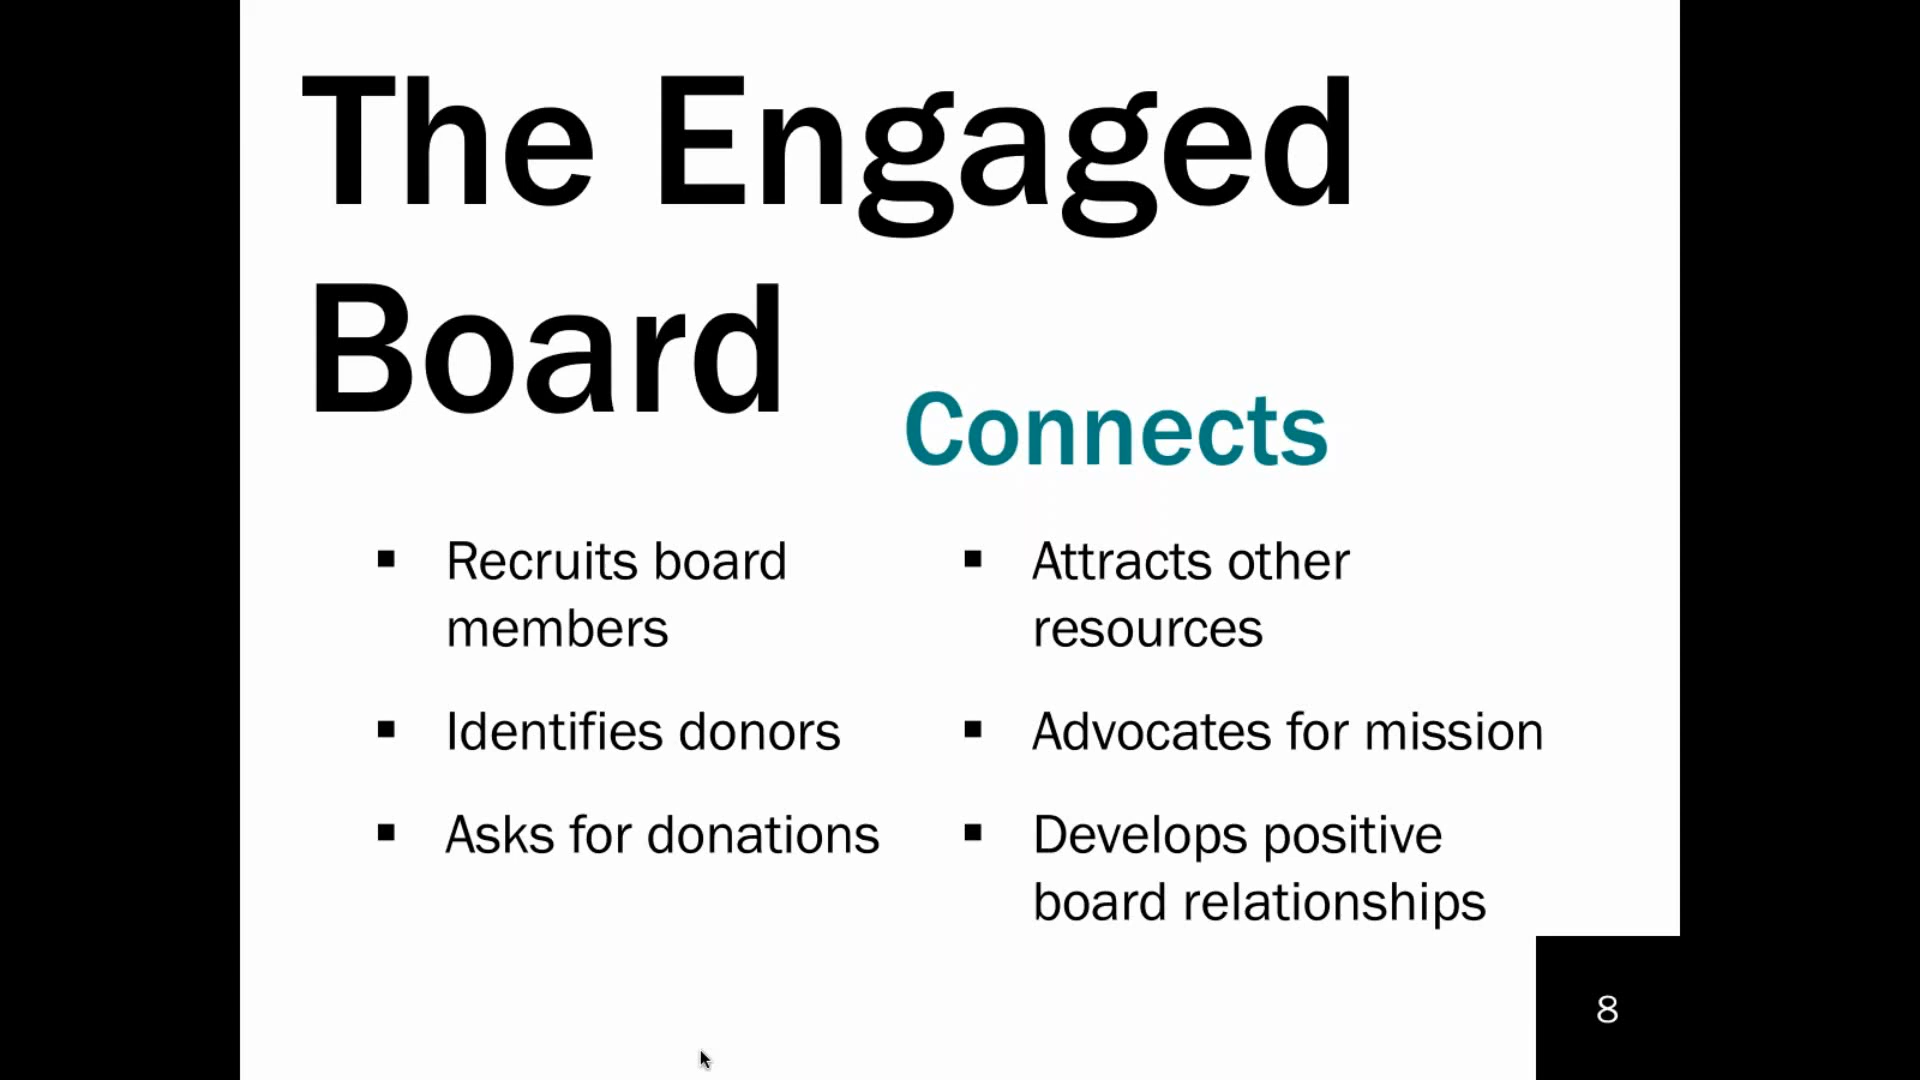 The Engaged
Board
Connects
▪ Recruits board
members
▪ Identifies donors
▪ Asks for donations
▪ Attracts other
resources
▪ Advocates for mission
▪ Develops positive
board relationships
8